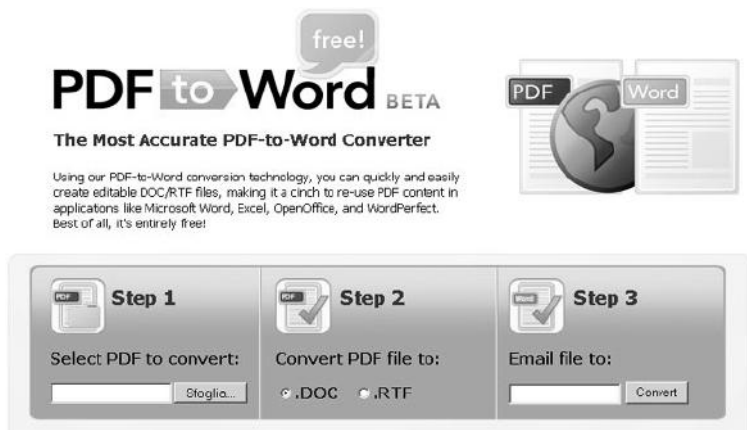 free!
PDF to Word BETA
The Most Accurate PDF-to-Word Converter
Using our PDF-to-Word conversion technology, you can quickly and easily
create editable DOC/RTF files, making it a cinch to re-use PDF content in
applications like Microsoft Word, Excel, OpenOffice, and WordPerfect.
Best of all, it's entirely free!
PDF
Word
PDF
Step 1
PDF
Step 2
Word
Step 3
Select PDF to convert:
Convert PDF file to:
Email file to:
Sfoglia...
.DOC
.RTF
Convert